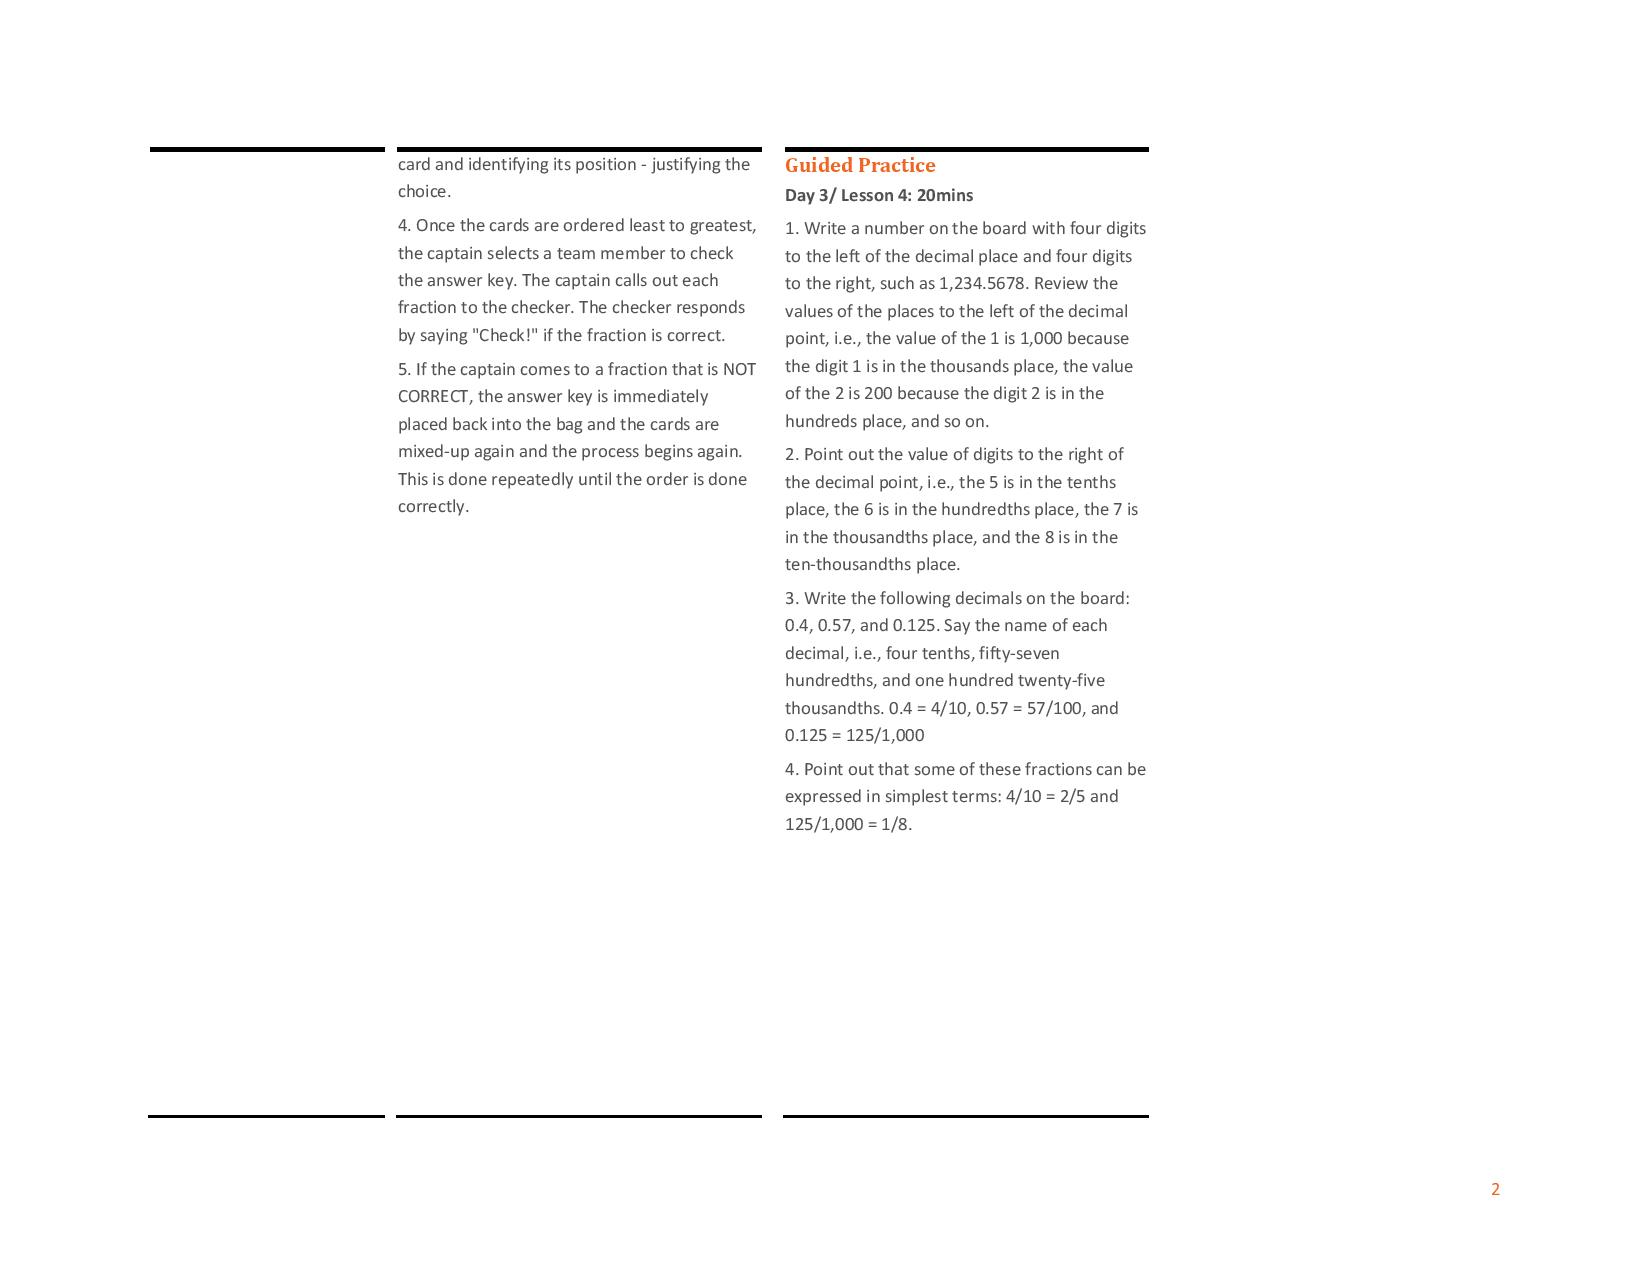 card and identifying its position - justifying the
choice.
4. Once the cards are ordered least to greatest,
the captain selects a team member to check
the answer key. The captain calls out each
fraction to the checker. The checker responds
by saying "Check!" if the fraction is correct.
5. If the captain comes to a fraction that is NOT
CORRECT, the answer key is immediately
placed back into the bag and the cards are
mixed-up again and the process begins again.
This is done repeatedly until the order is done
correctly.
Guided Practice
Day 3/ Lesson 4: 20mins
1. Write a number on the board with four digits
to the left of the decimal place and four digits
to the right, such as 1,234.5678. Review the
values of the places to the left of the decimal
point, i.e., the value of the 1 is 1,000 because
the digit 1 is in the thousands place, the value
of the 2 is 200 because the digit 2 is in the
hundreds place, and so on.
2. Point out the value of digits to the right of
the decimal point, i.e., the 5 is in the tenths
place, the 6 is in the hundredths place, the 7 is
in the thousandths place, and the 8 is in the
ten-thousandths place.
3. Write the following decimals on the board:
0.4, 0.57, and 0.125. Say the name of each
decimal, i.e., four tenths, fifty-seven
hundredths, and one hundred twenty-five
thousandths. 0.4 = 4/10, 0.57 = 57/100, and
0.125 = 125/1,000
4. Point out that some of these fractions can be
expressed in simplest terms: 4/10 = 2/5 and
125/1,000 = 1/8.
2